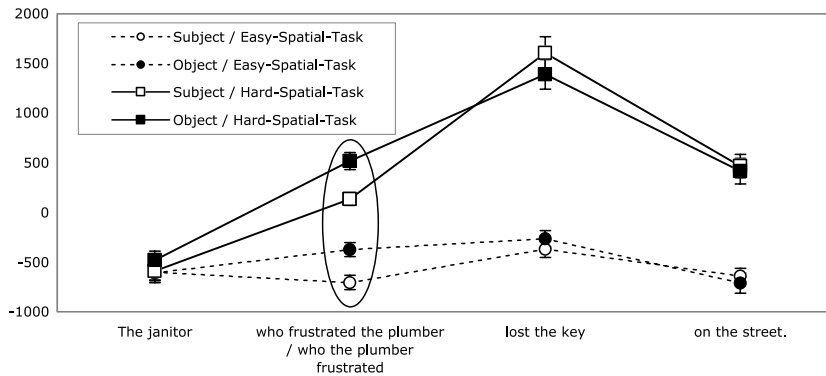 2000
1500
1000
500
0
-500
-1000
Subject / Easy-Spatial-Task
Object / Easy-Spatial-Task
Subject / Hard-Spatial-Task
Object / Hard-Spatial-Task
The janitor
who frustrated the plumber
/ who the plumber
frustrated
lost the key
on the street.